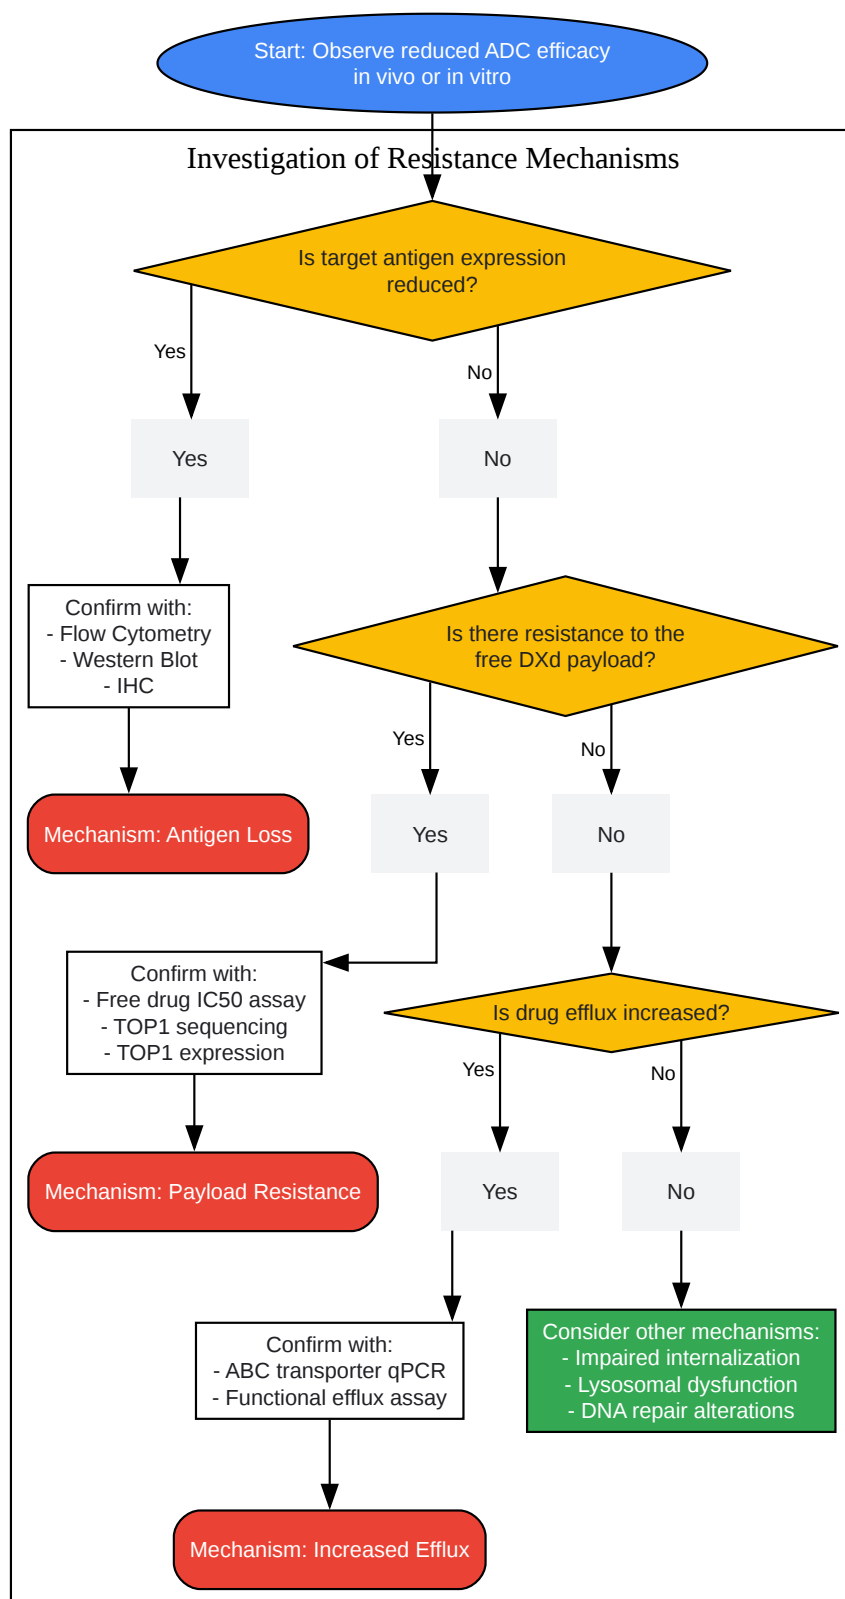 Start: Observe reduced ADC efficacy
in vivo or in vitro
Investigation of Resistance Mechanisms
Is target antigen expression
reduced?
Yes
No
Yes
No
Confirm with:
- Flow Cytometry
- Western Blot
- IHC
Is there resistance to the
free DXd payload?
Yes
No
Mechanism: Antigen Loss
Yes
No
Confirm with:
- Free drug IC50 assay
- TOP1 sequencing
- TOP1 expression
Is drug efflux increased?
Yes
No
Mechanism: Payload Resistance
Yes
No
Confirm with:
- ABC transporter qPCR
- Functional efflux assay
Consider other mechanisms:
- Impaired internalization
- Lysosomal dysfunction
- DNA repair alterations
Mechanism: Increased Efflux